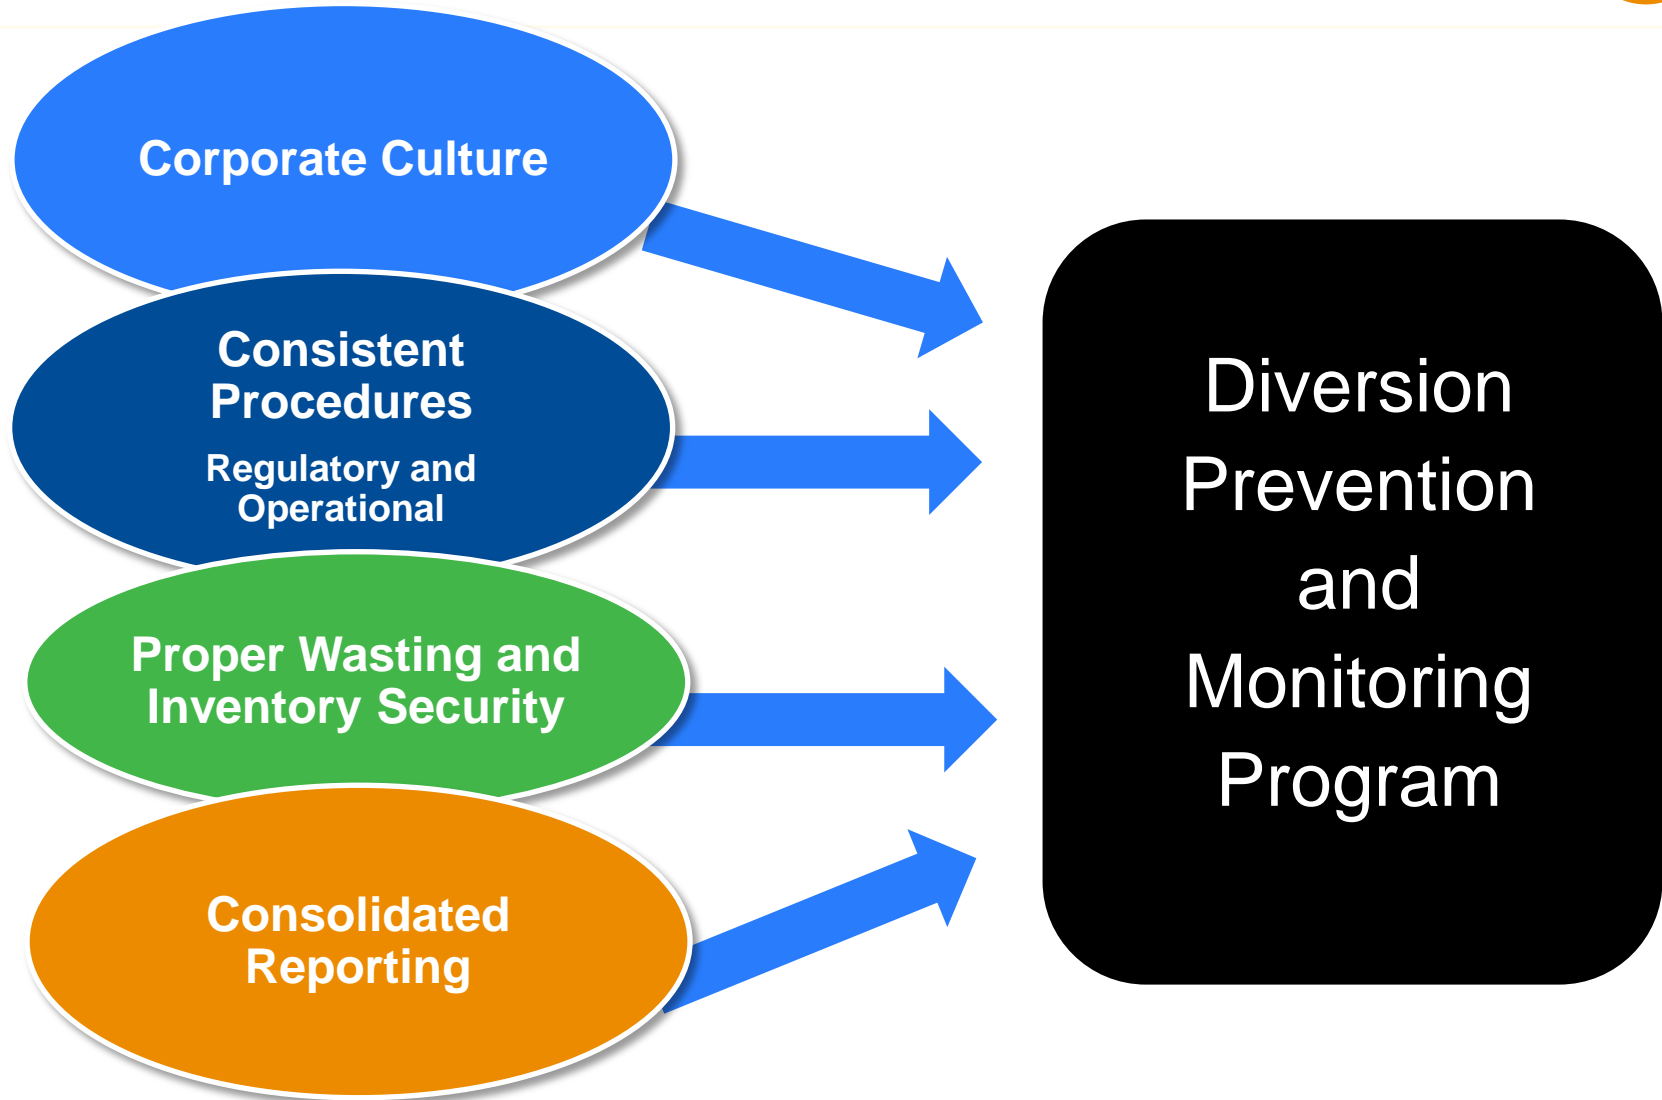 Corporate Culture
Consistent
Procedures
Regulatory and
Operational
Proper Wasting and
Inventory Security
Consolidated
Reporting
Diversion
Prevention
and
Monitoring
Program